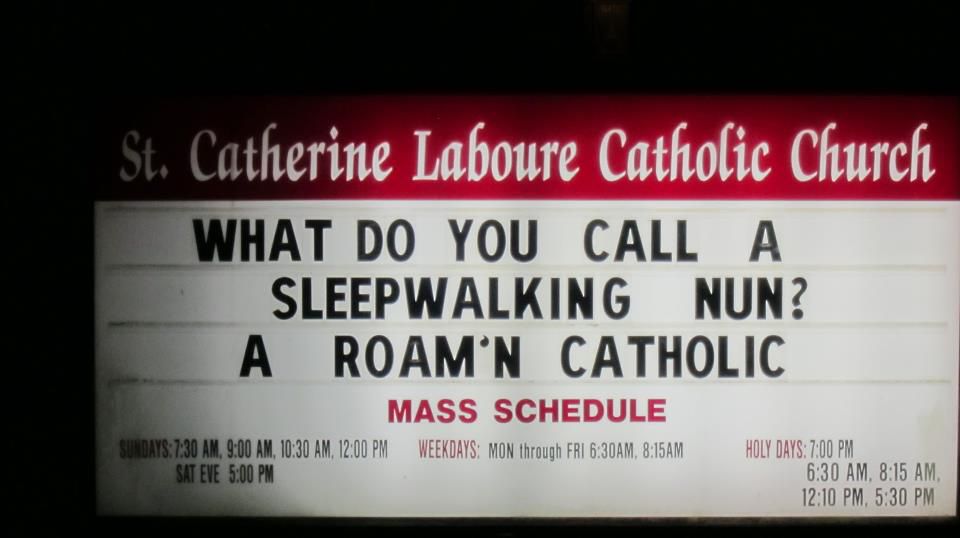 St. Catherine Laboure Catholic Church
WHAT DO YOU CALL A
SLEEPWALKING NUN?
A ROAM'N CATHOLIC
MASS SCHEDULE
SUNDAYS: 7:30 AM, 9:00 AM, 10:30 AM, 12:00 PM WEEKDAYS: MON through FRI 6:30AM, 8:15AM HOLY DAYS: 7:00 PM
SAT EVE 5:00 PM 6:30 AM, 8:15 AM,
12:10 PM, 5:30 PM